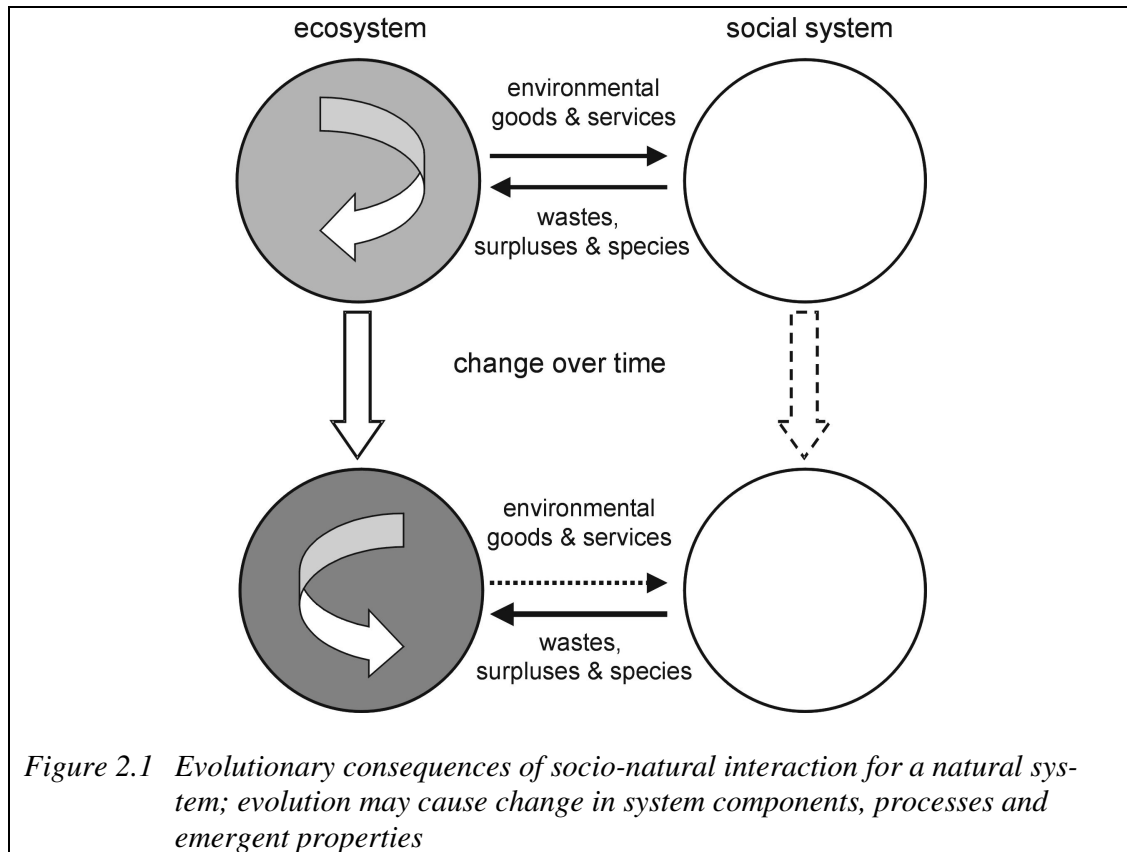 ecosystem
social system
environmental
goods & services
wastes,
surpluses & species
change over time
environmental
goods & services
wastes,
surpluses & species
Figure 2.1 Evolutionary consequences of socio-natural interaction for a natural sys-
tem; evolution may cause change in system components, processes and
emergent properties